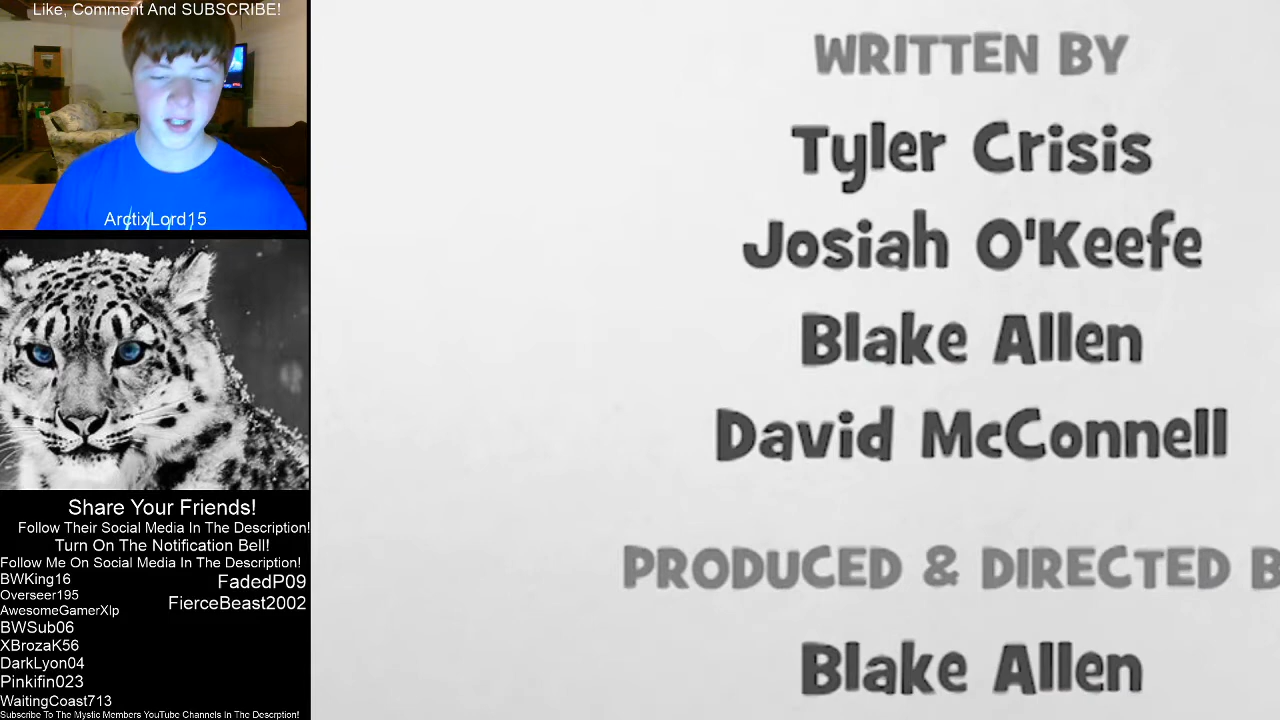 Like, Comment And SUBSCRIBE!
ArctixLord15
Share Your Friends!
Follow Their Social Media In The Description!
Turn On The Notification Bell!
Follow Me On Social Media In The Description!
BWKing16
FadedP09
Overseer195
FierceBeast2002
AwesomeGamerXlp
BWSub06
XBrozaK56
DarkLyon04
Pinkifin023
WaitingCoast713
Subscribe To The Mystic Members YouTube Channels In The Descrption!
WRITTEN BY
Tyler Crisis
Josiah O'Keefe
Blake Allen
David McConnell
PRODUCED & DIRECTED B
Blake Allen